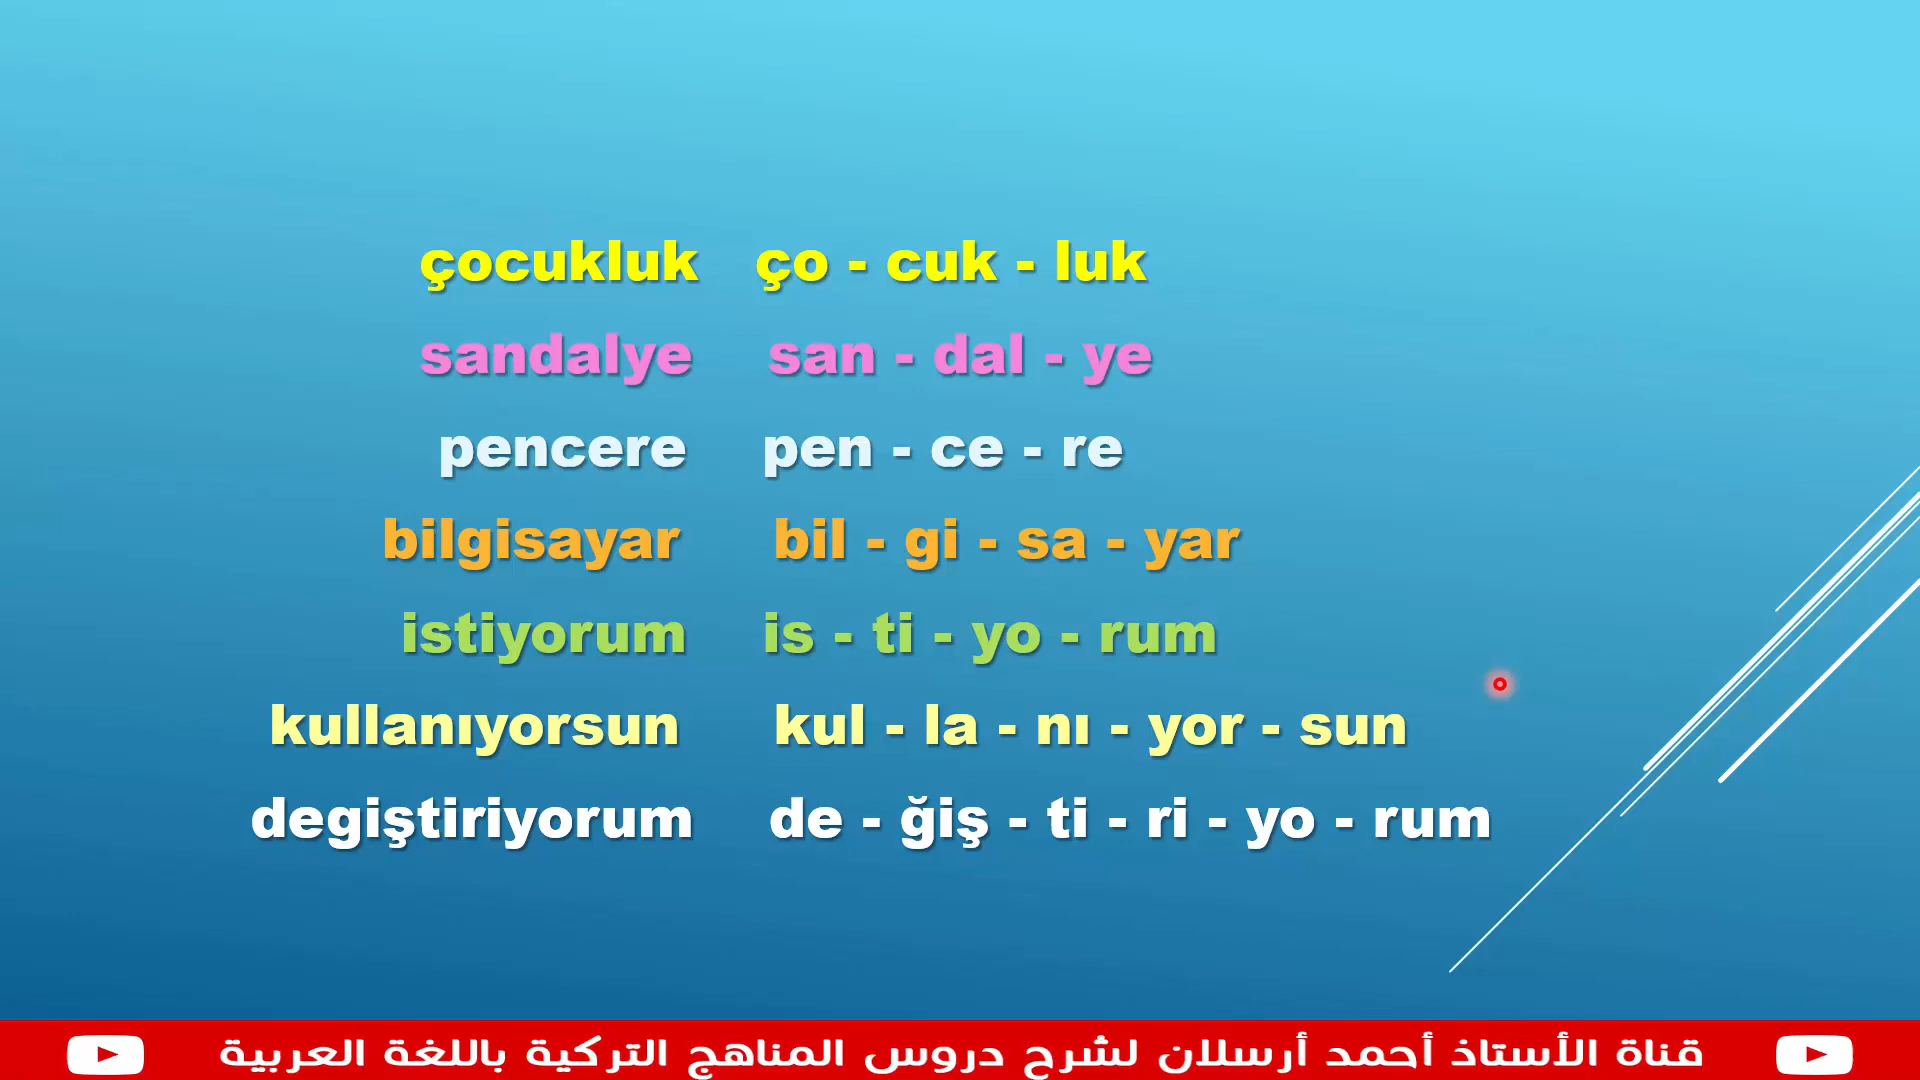 çocukluk ço - cuk - luk
sandalye san - dal - ye
pencere pen - ce - re
bilgisayar bil - gi - sa - yar
istiyorum is - ti - yo - rum
kullanıyorsun kul - la - nı - yor - sun
degiştiriyorum de - ğiş - ti - ri - yo - rum
قناة الأستاذ أحمد أرسلان لشرح دروس المناهج التركية باللغة العربية